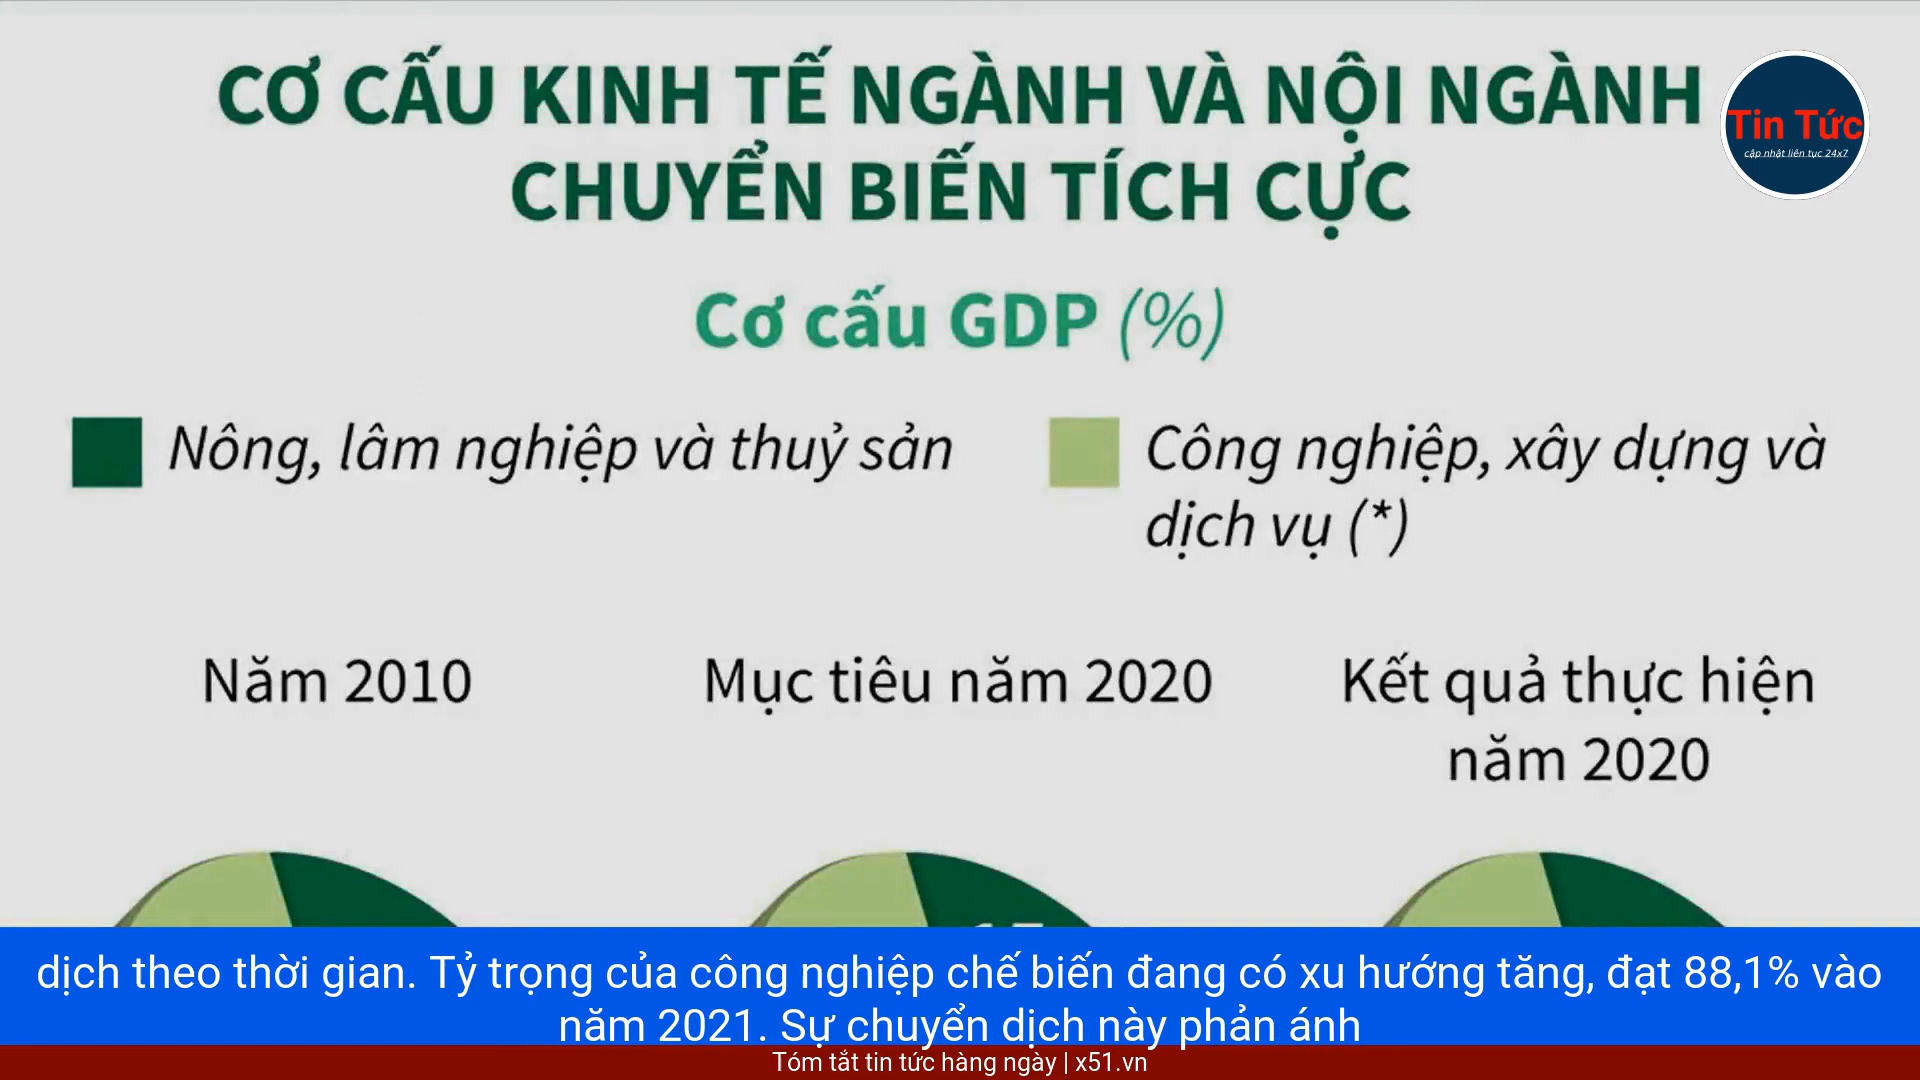 CƠ CẤU KINH TẾ NGÀNH VÀ NỘI NGÀNH
CHUYỂN BIẾN TÍCH CỰC
Tin Tức
cập nhật liên tục 24x7
Cơ cấu GDP (%)
Nông, lâm nghiệp và thuỷ sản
Công nghiệp, xây dựng và
dịch vụ (*)
Năm 2010
Mục tiêu năm 2020
Kết quả thực hiện
năm 2020
dịch theo thời gian. Tỷ trọng của công nghiệp chế biến đang có xu hướng tăng, đạt 88,1% vào
năm 2021. Sự chuyển dịch này phản ánh
Tóm tắt tin tức hàng ngày | x51.vn